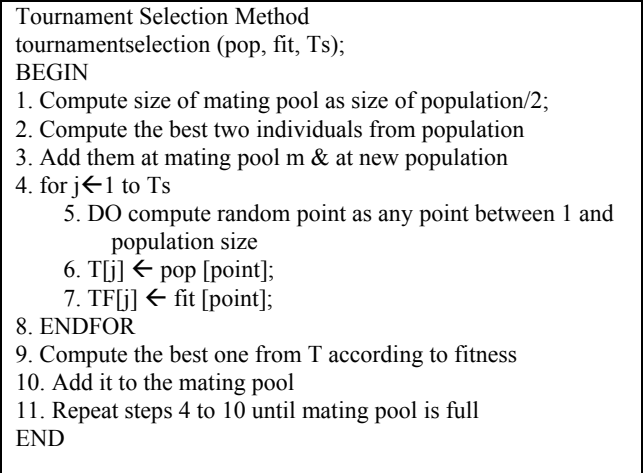 Tournament Selection Method
tournamentselection (pop, fit, Ts);
BEGIN
1. Compute size of mating pool as size of population/2;
2. Compute the best two individuals from population
3. Add them at mating pool m & at new population
4. for j←1 to Ts
5. DO compute random point as any point between 1 and
population size
6. T[j] ← pop [point];
7. TF[j] ← fit [point];
8. ENDFOR
9. Compute the best one from T according to fitness
10. Add it to the mating pool
11. Repeat steps 4 to 10 until mating pool is full
END